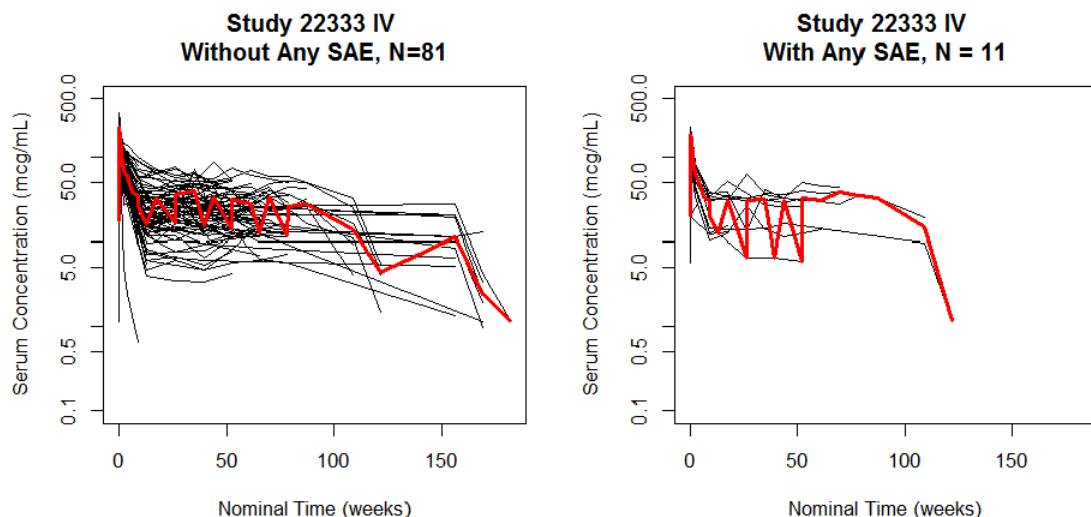 Study 22333 IV
Without Any SAE, N=81
Serum Concentration (mcg/mL)
500.0
50.0
5.0
0.5
0.1
0 50 100 150
Nominal Time (weeks)
Study 22333 IV
With Any SAE, N = 11
Serum Concentration (mcg/mL)
500.0
50.0
5.0
0.5
0.1
0 50 100 150
Nominal Time (weeks)